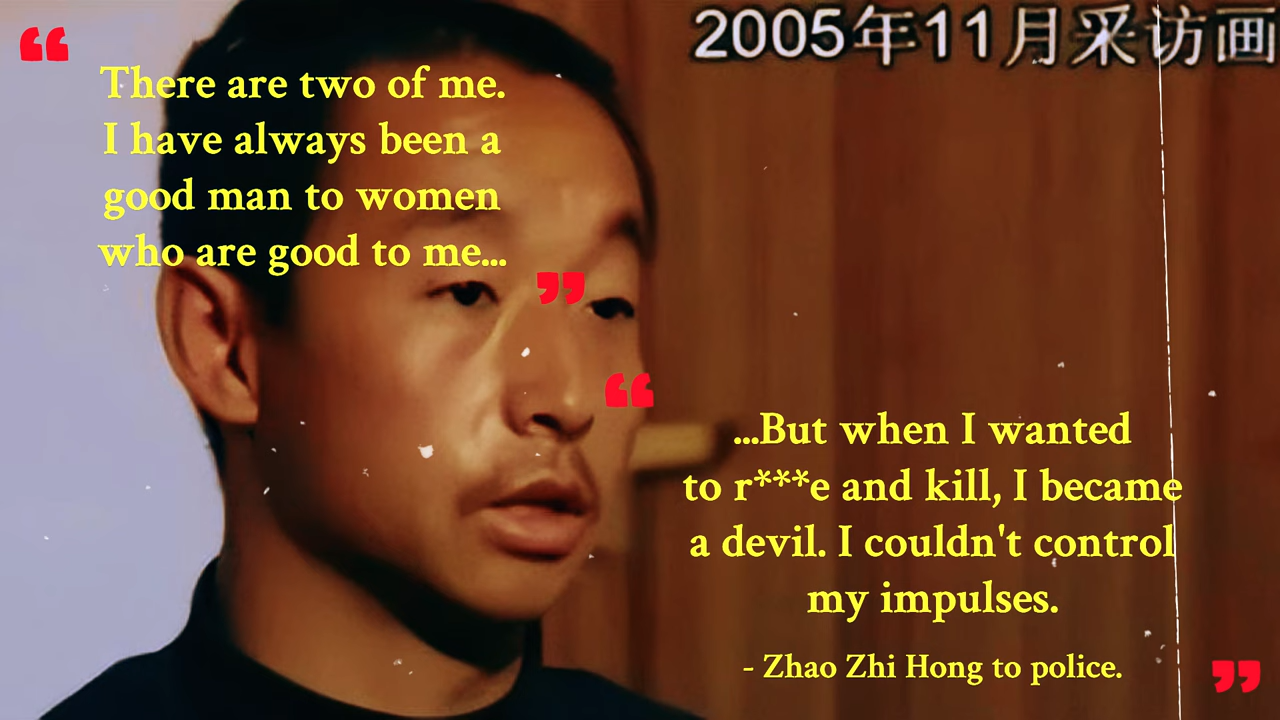 2005年11月采访画
“
There are two of me.
I have always been a
good man to women
who are good to me...
”
“
...But when I wanted
to r***e and kill, I became
a devil. I couldn't control
my impulses.
- Zhao Zhi Hong to police.
”